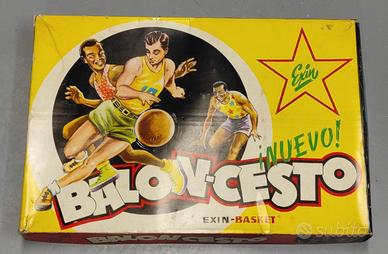 Exin
¡NUEVO!
BALON-CESTO
EXIN-BASKET
subito